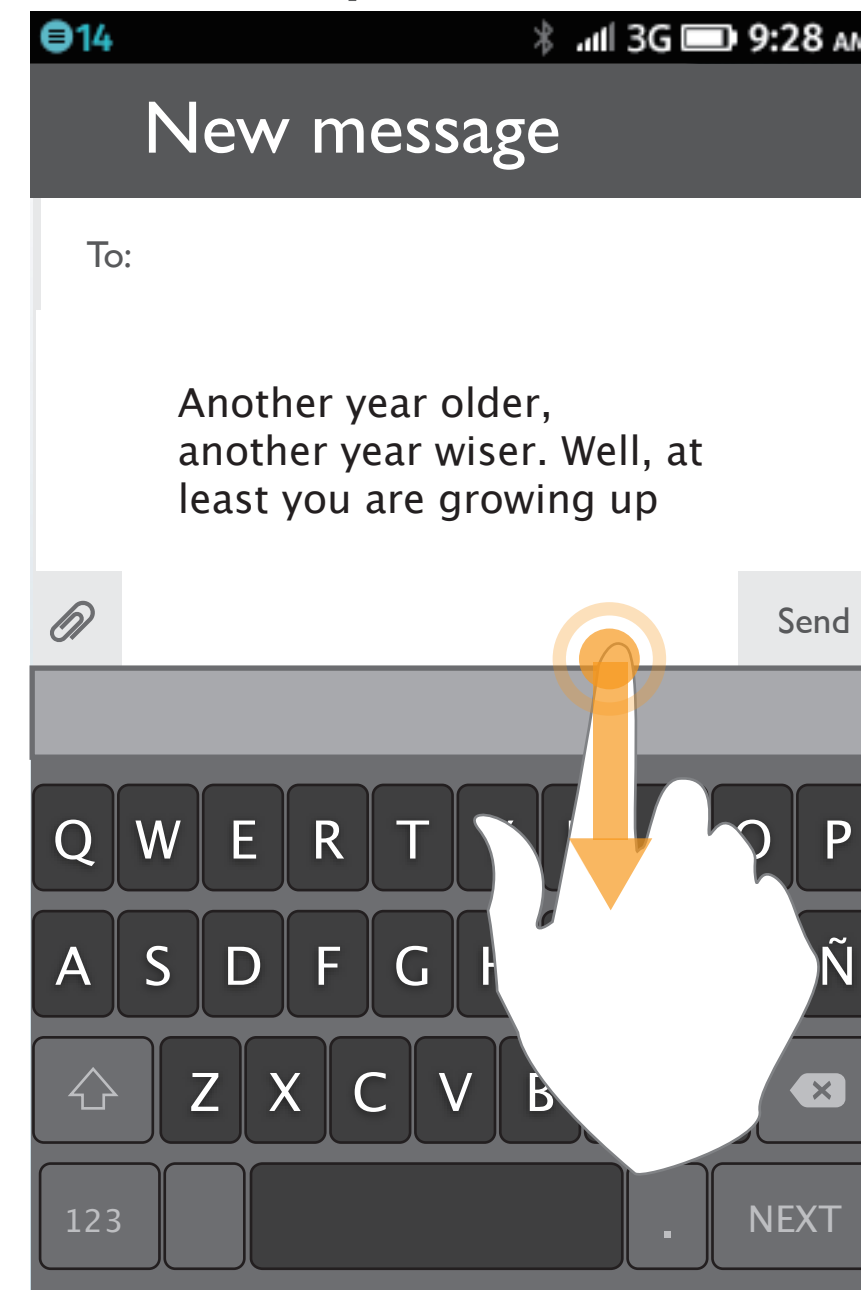 14 3G 9:28 AM
New message
To:
Another year older,
another year wiser. Well, at
least you are growing up
Send
Q W E R T O P
A S D F G H Ñ
Z X C V B
123 . NEXT